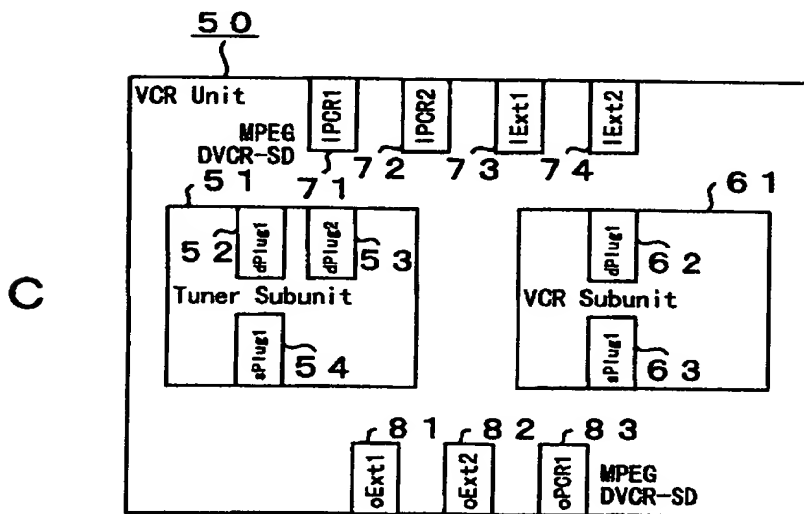 50
VCR Unit
IPCR1
IPCR2
IExt1
IExt2
MPEG
DVCR-SD
71
72
73
74
51
61
52
dPlug1
dPlug2
53
dPlug1
62
C
Tuner Subunit
VCR Subunit
sPlug1
54
sPlug1
63
81
82
83
oExt1
oExt2
oPCR1
MPEG
DVCR-SD